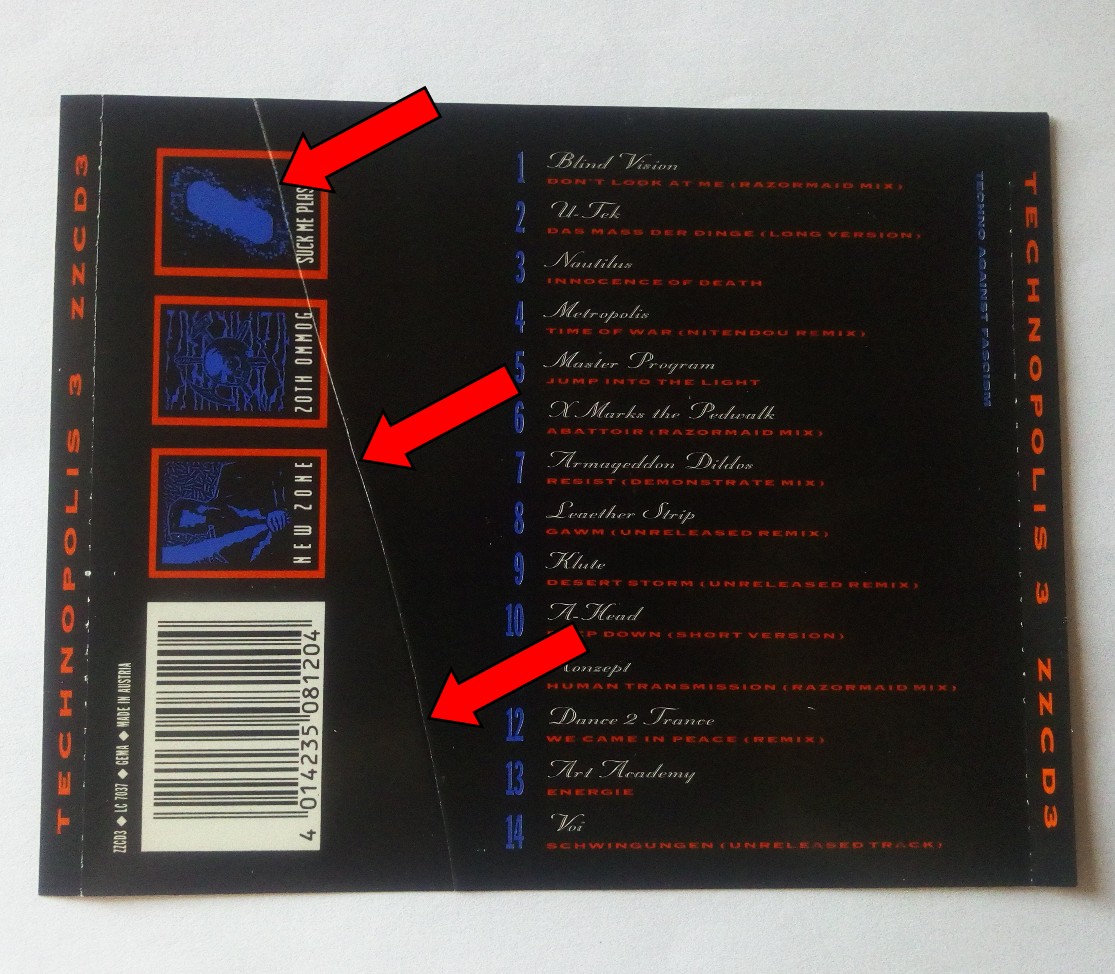 TECHNOPOLIS 3 ZZCD3
SUCK ME PLAS
ZOTH OMMOG
NEW ZONE
4 014235 081204
ZZCD3 ◆ LC 7037 ◆ GEMA ◆ MADE IN AUSTRIA
1 Blind Vision
DON'T LOOK AT ME (RAZORMAID MIX)
2 U-Tek
DAS MASS DER DINGE (LONG VERSION)
3 Nautilus
INNOCENCE OF DEATH
4 Metropolis
TIME OF WAR (NITENDOU REMIX)
5 Master Program
JUMP INTO THE LIGHT
6 X Marks the Pedwalk
ABATTOIR (RAZORMAID MIX)
7 Armageddon Dildos
RESIST (DEMONSTRATE MIX)
8 Leaether Strip
GAWM (UNRELEASED REMIX)
9 Klute
DESERT STORM (UNRELEASED REMIX)
10 A-Head
DOWN (SHORT VERSION)
Konzept
HUMAN TRANSMISSION (RAZORMAID MIX)
12 Dance 2 Trance
WE CAME IN PEACE (REMIX)
13 Art Academy
ENERGIE
14 Voi
SCHWINGUNGEN (UNRELEASED TRACK)
TECHNO AGAINST FASCISM
TECHNOPOLIS 3 ZZCD3